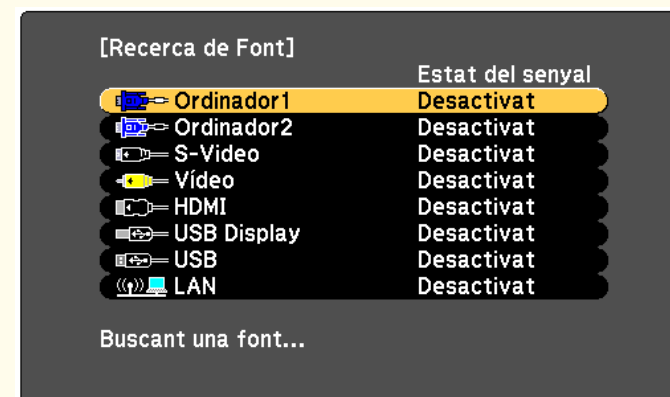 [Recerca de Font]
Estat del senyal
Ordinador1 Desactivat
Ordinador2 Desactivat
S-Video Desactivat
Vídeo Desactivat
HDMI Desactivat
USB Display Desactivat
USB Desactivat
LAN Desactivat
Buscant una font...